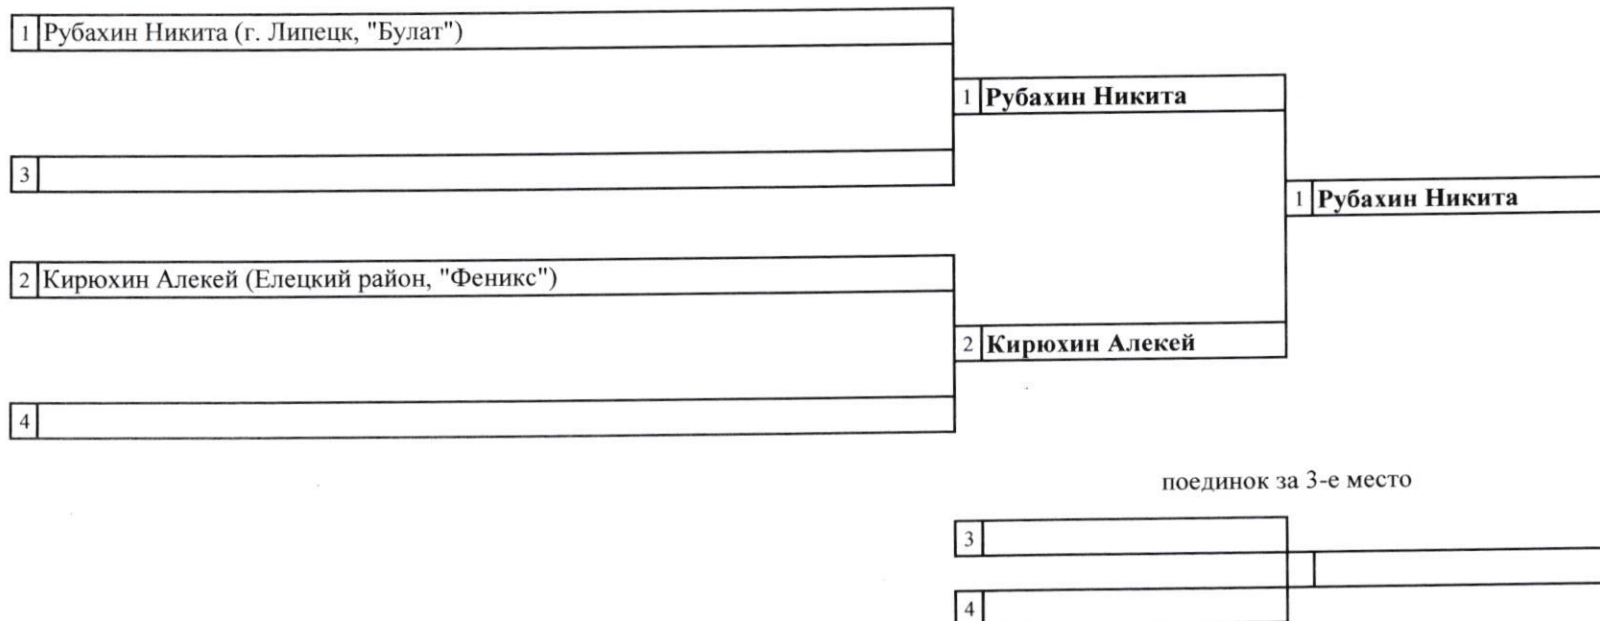 1 Рубахин Никита (г. Липецк, "Булат")
1 Рубахин Никита
3
1 Рубахин Никита
2 Кирюхин Алекей (Елецкий район, "Феникс")
2 Кирюхин Алекей
4
поединок за 3-е место
3
4